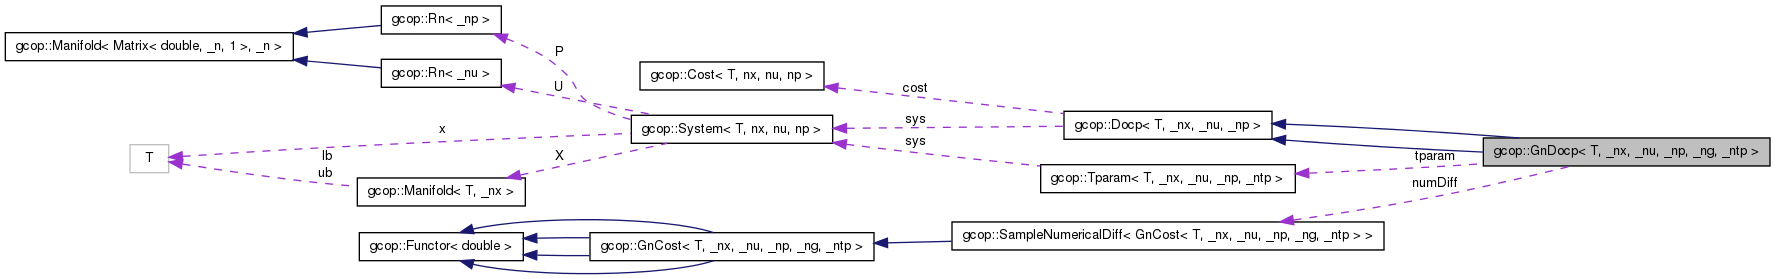 gcop::Rn< _np >
gcop::Manifold< Matrix< double, _n, 1 >, _n >
P
gcop::Rn< _nu >
U
gcop::Cost< T, nx, nu, np >
cost
gcop::System< T, nx, nu, np >
sys
gcop::Docp< T, _nx, _nu, _np >
x
sys
gcop::GnDocp< T, _nx, _nu, _np, _ng, _ntp >
T
lb
ub
X
tparam
gcop::Manifold< T, _nx >
gcop::Tparam< T, _nx, _nu, _np, _ntp >
numDiff
gcop::Functor< double >
gcop::GnCost< T, _nx, _nu, _np, _ng, _ntp >
gcop::SampleNumericalDiff< GnCost< T, _nx, _nu, _np, _ng, _ntp > >